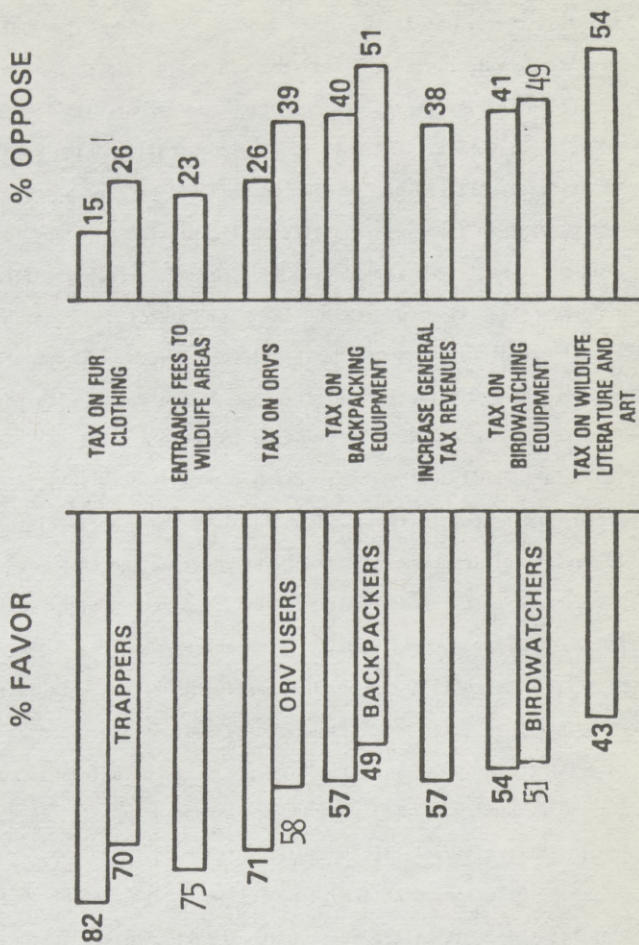 % FAVOR
% OPPOSE
82
TAX ON FUR
CLOTHING
15
70
TRAPPERS
26
75
ENTRANCE FEES TO
WILDLIFE AREAS
23
71
TAX ON ORV'S
26
58
ORV USERS
39
57
TAX ON
BACKPACKING
EQUIPMENT
40
49
BACKPACKERS
51
57
INCREASE GENERAL
TAX REVENUES
38
54
TAX ON
BIRDWATCHING
EQUIPMENT
41
51
BIRDWATCHERS
49
43
TAX ON WILDLIFE
LITERATURE AND
ART
54